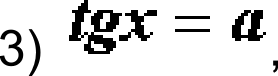 3) tgx = a,